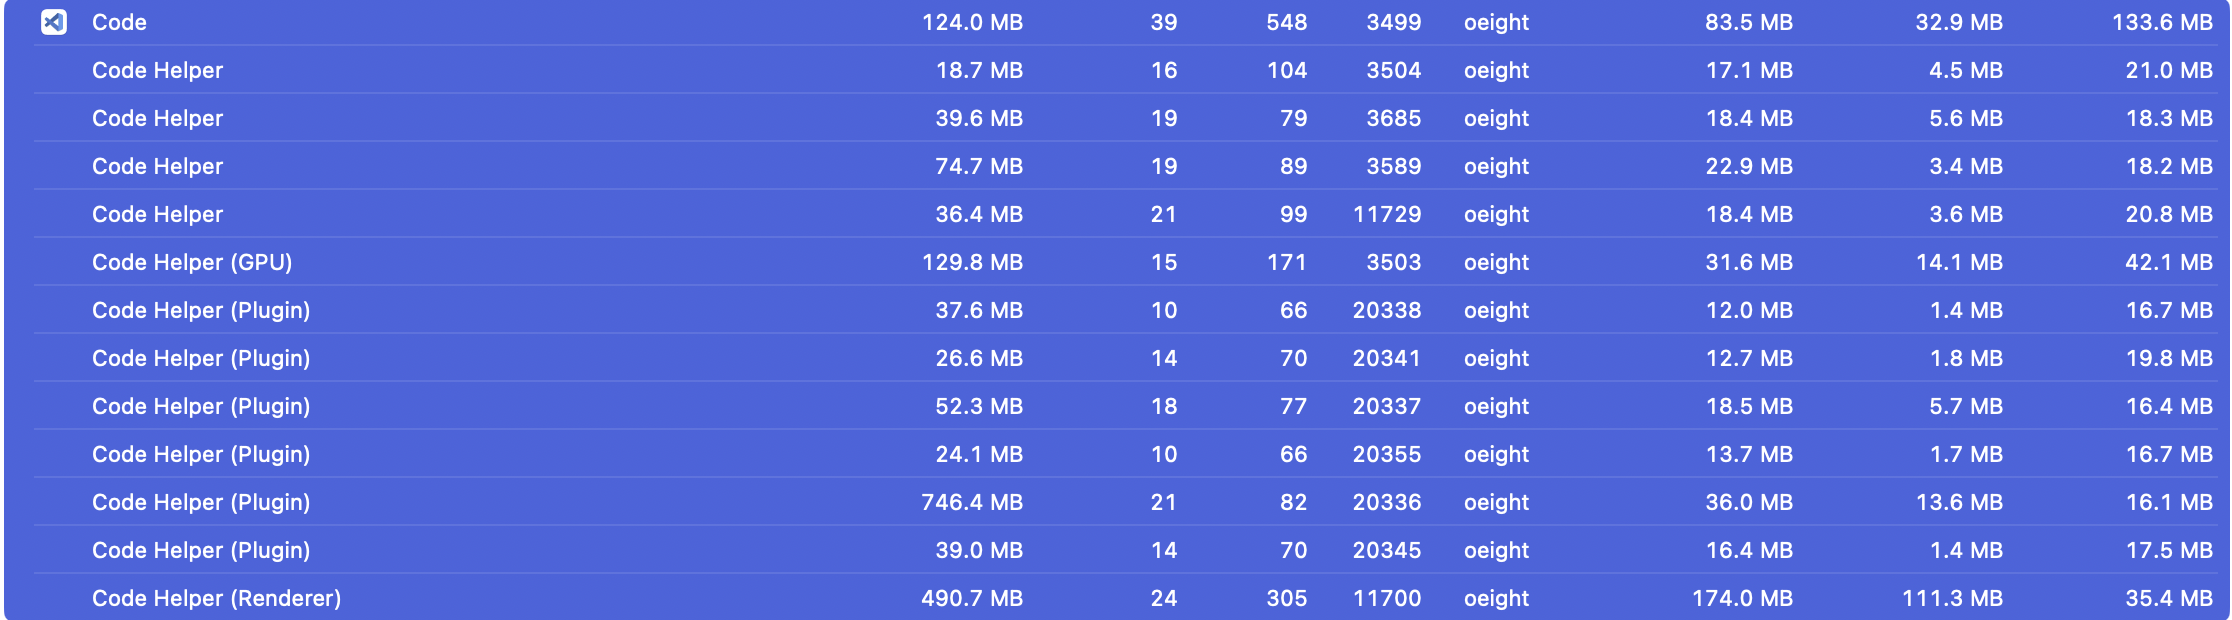 Code 124.0 MB 39 548 3499 oeight 83.5 MB 32.9 MB 133.6 MB
Code Helper 18.7 MB 16 104 3504 oeight 17.1 MB 4.5 MB 21.0 MB
Code Helper 39.6 MB 19 79 3685 oeight 18.4 MB 5.6 MB 18.3 MB
Code Helper 74.7 MB 19 89 3589 oeight 22.9 MB 3.4 MB 18.2 MB
Code Helper 36.4 MB 21 99 11729 oeight 18.4 MB 3.6 MB 20.8 MB
Code Helper (GPU) 129.8 MB 15 171 3503 oeight 31.6 MB 14.1 MB 42.1 MB
Code Helper (Plugin) 37.6 MB 10 66 20338 oeight 12.0 MB 1.4 MB 16.7 MB
Code Helper (Plugin) 26.6 MB 14 70 20341 oeight 12.7 MB 1.8 MB 19.8 MB
Code Helper (Plugin) 52.3 MB 18 77 20337 oeight 18.5 MB 5.7 MB 16.4 MB
Code Helper (Plugin) 24.1 MB 10 66 20355 oeight 13.7 MB 1.7 MB 16.7 MB
Code Helper (Plugin) 746.4 MB 21 82 20336 oeight 36.0 MB 13.6 MB 16.1 MB
Code Helper (Plugin) 39.0 MB 14 70 20345 oeight 16.4 MB 1.4 MB 17.5 MB
Code Helper (Renderer) 490.7 MB 24 305 11700 oeight 174.0 MB 111.3 MB 35.4 MB